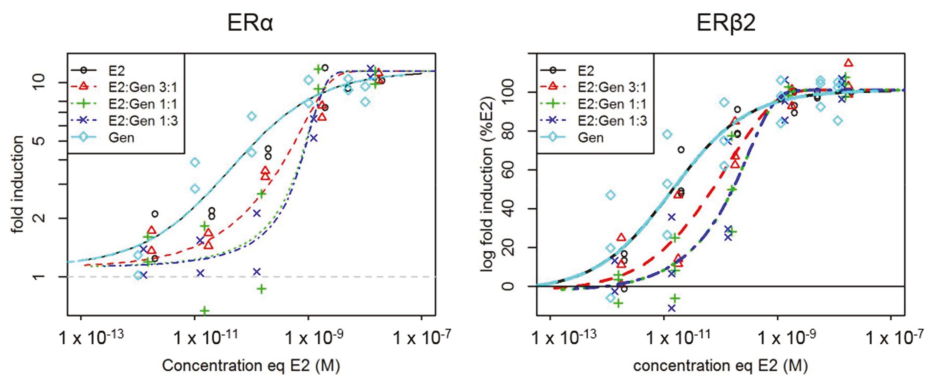 ERα
fold induction
10
5
2
1
E2
E2:Gen 3:1
E2:Gen 1:1
E2:Gen 1:3
Gen
1 x 10-13
1 x 10-11
1 x 10-9
1 x 10-7
Concentration eq E2 (M)
ERβ2
log fold induction (%E2)
100
80
60
40
20
0
E2
E2:Gen 3:1
E2:Gen 1:1
E2:Gen 1:3
Gen
1 x 10-13
1 x 10-11
1 x 10-9
1 x 10-7
concentration eq E2 (M)